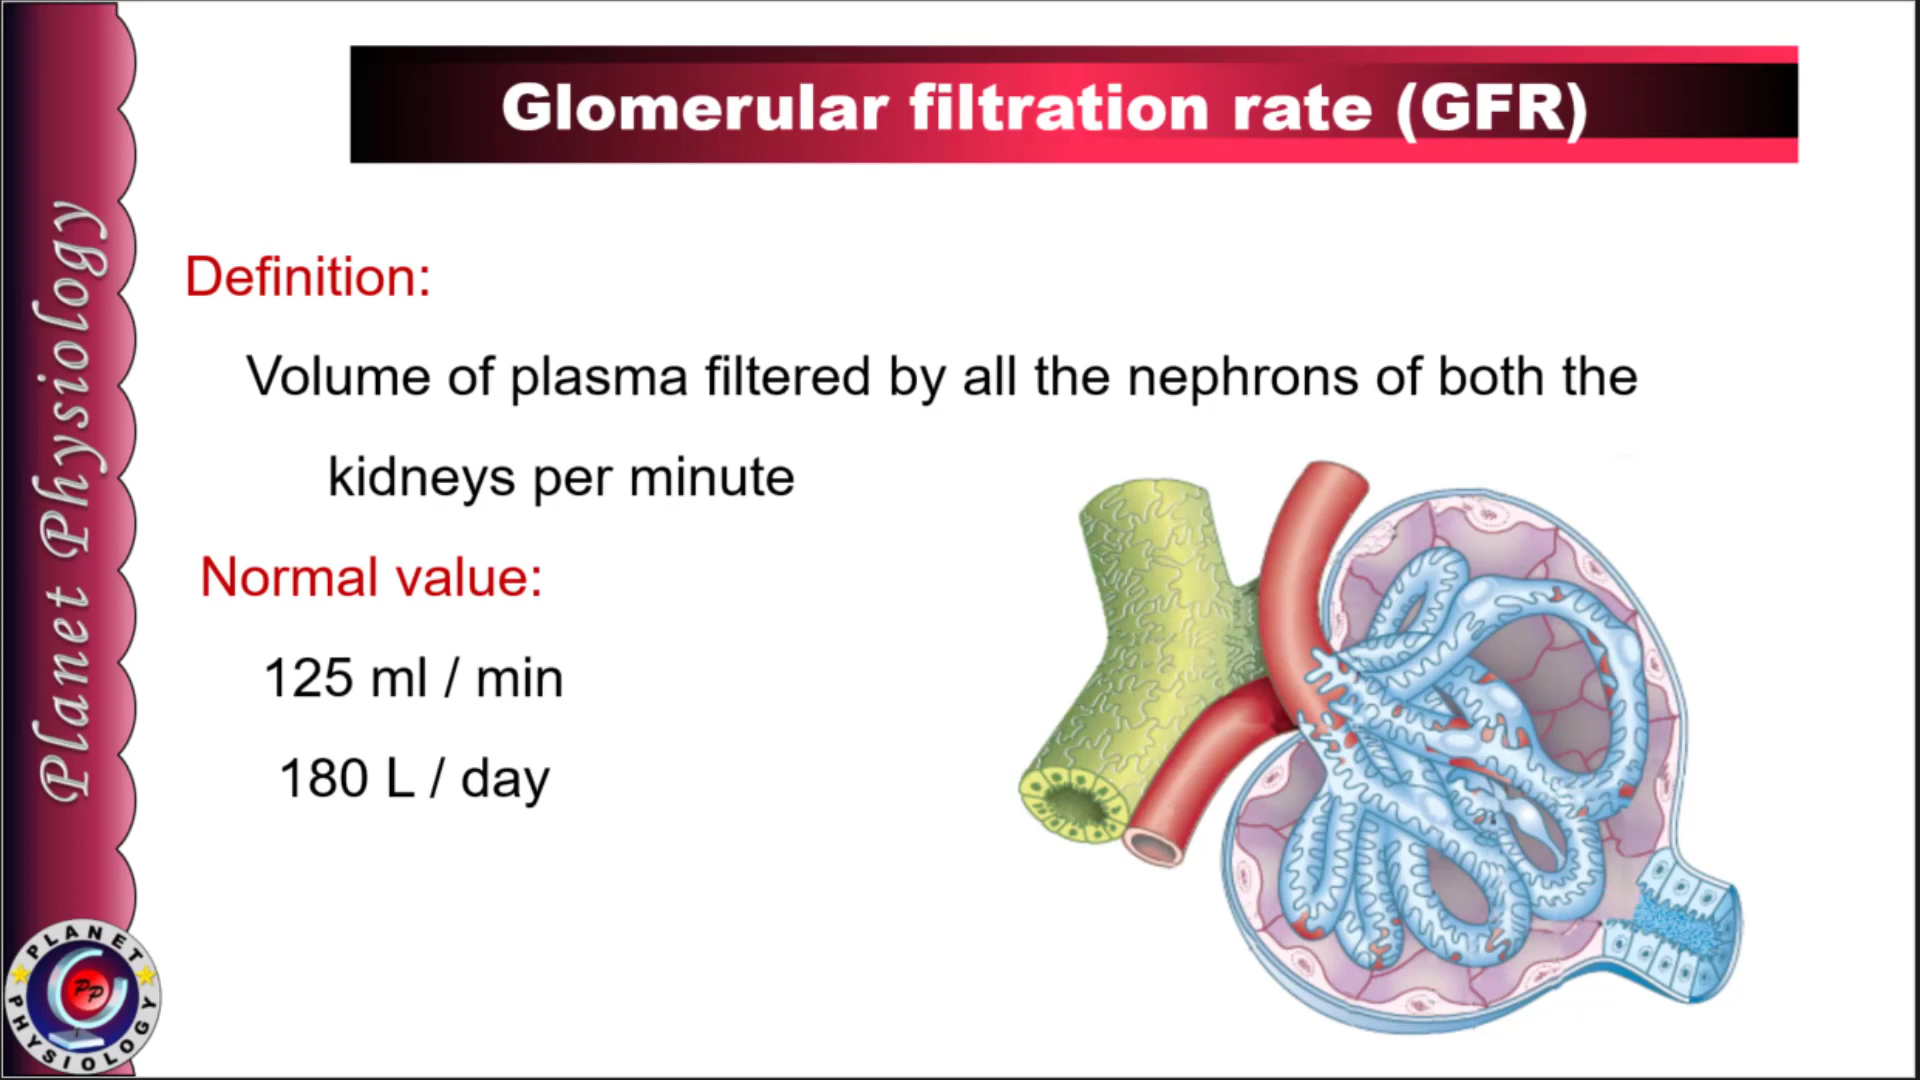 Glomerular filtration rate (GFR)
Definition:
Volume of plasma filtered by all the nephrons of both the
kidneys per minute
Normal value:
125 ml / min
180 L / day
Planet Physiology
PLANET
PP
PHYSIOLOGY